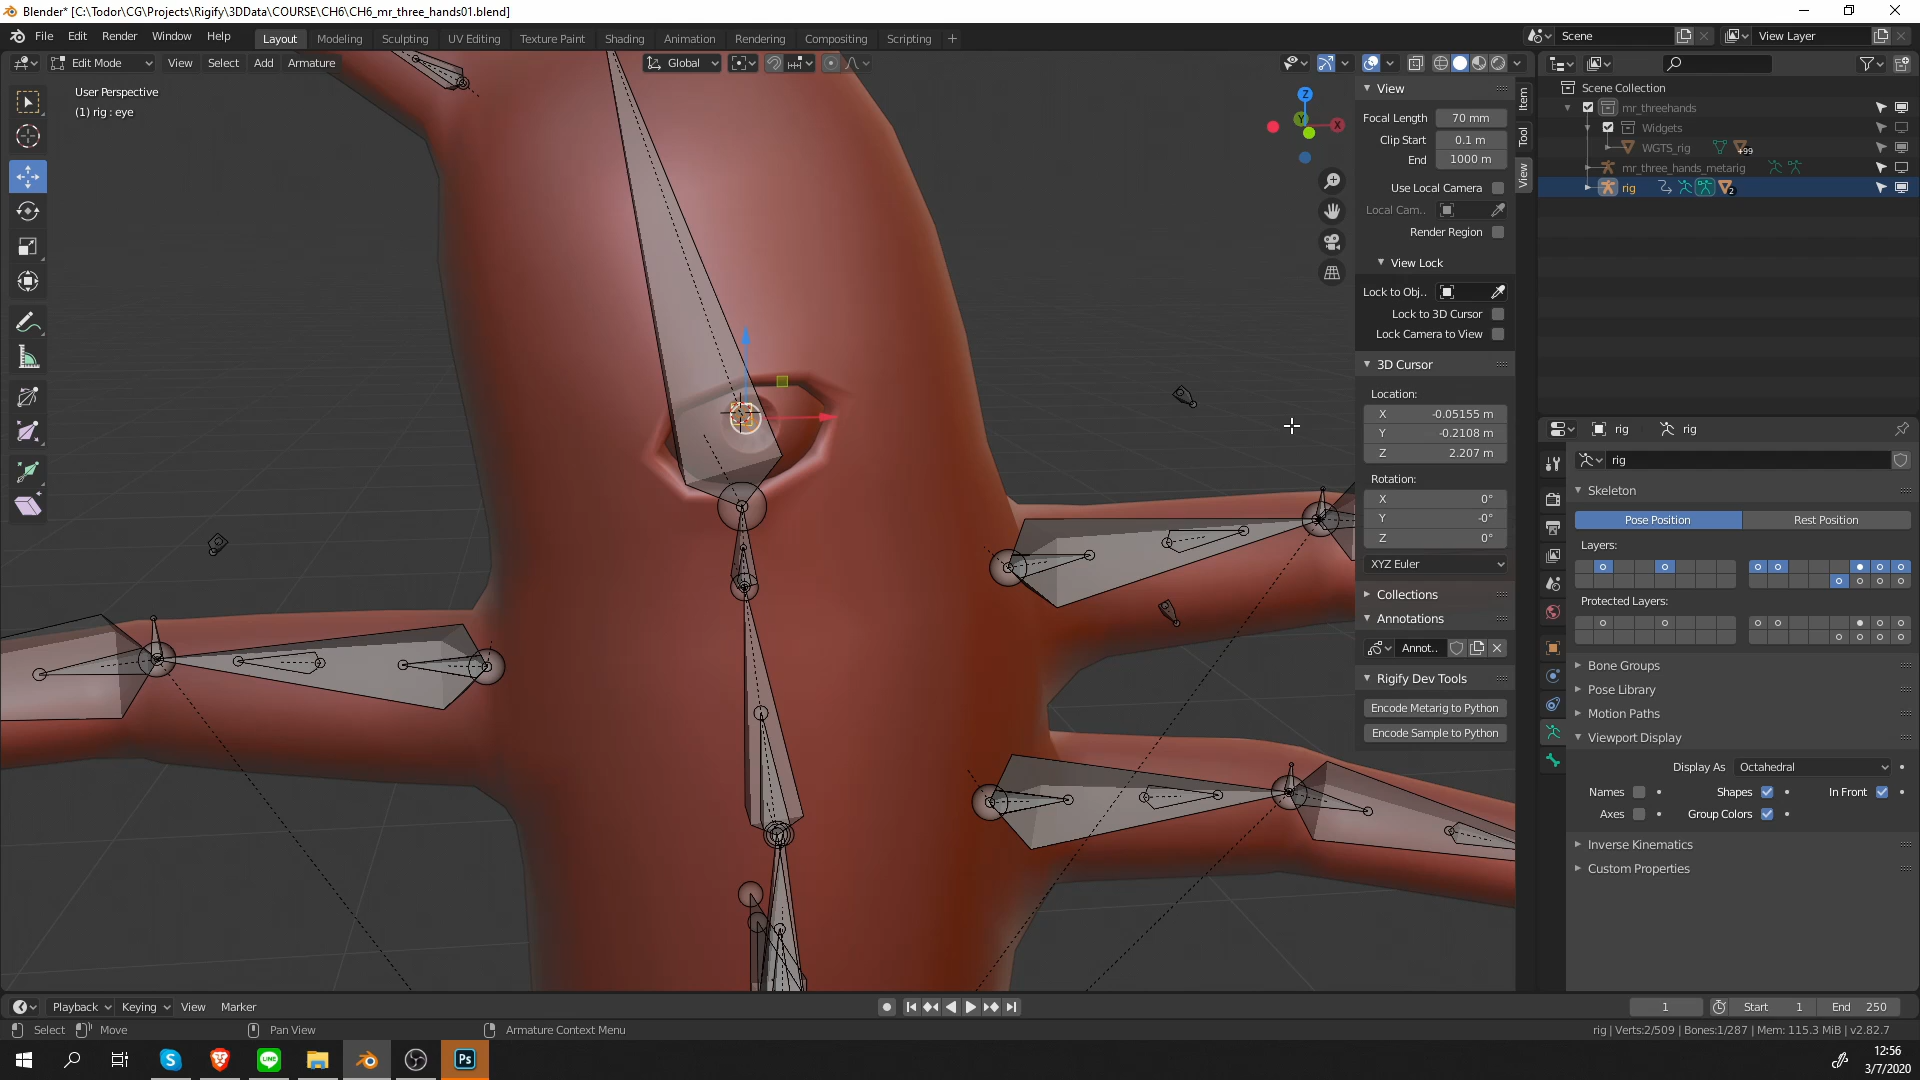 Blender* [C:\Todor\CG\Projects\Rigify\3DData\COURSE\CH6\CH6_mr_three_hands01.blend]
File Edit Render Window Help Layout Modeling Sculpting UV Editing Texture Paint Shading Animation Rendering Compositing Scripting + Scene View Layer
Edit Mode View Select Add Armature Global
User Perspective
(1) rig : eye
Z
Y
X
View
Focal Length 70 mm
Clip Start 0.1 m
End 1000 m
Use Local Camera
Local Cam..
Render Region
View Lock
Lock to Obj..
Lock to 3D Cursor
Lock Camera to View
3D Cursor
Location:
X -0.05155 m
Y -0.2108 m
Z 2.207 m
Rotation:
X 0°
Y -0°
Z 0°
XYZ Euler
Collections
Annotations
Annot..
Rigify Dev Tools
Encode Metarig to Python
Encode Sample to Python
Item
Tool
View
Scene Collection
mr_threehands
Widgets
WGTS_rig +99
mr_three_hands_metarig
rig 2
rig rig
rig
Skeleton
Pose Position Rest Position
Layers:
Protected Layers:
Bone Groups
Pose Library
Motion Paths
Viewport Display
Display As Octahedral
Names Shapes In Front
Axes Group Colors
Inverse Kinematics
Custom Properties
Playback Keying View Marker 1 Start 1 End 250
Select Move Pan View Armature Context Menu rig | Verts:2/509 | Bones:1/287 | Mem: 115.3 MiB | v2.82.7
LINE
Ps
12:56
3/7/2020